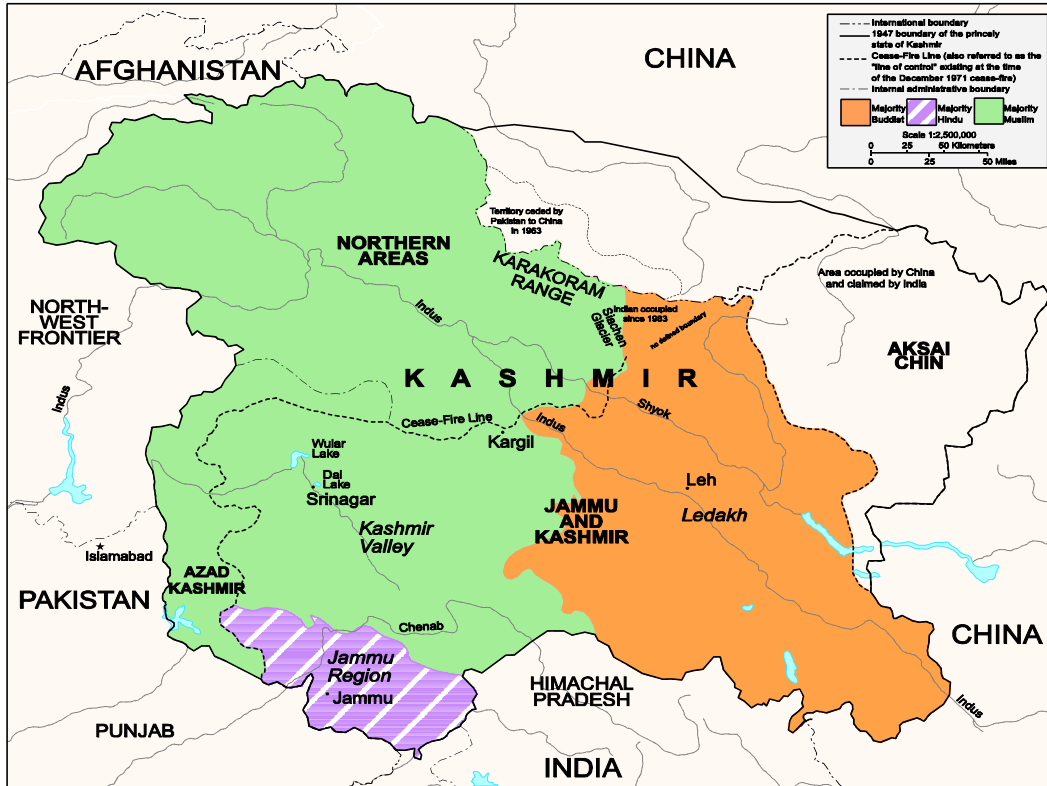 International boundary
1947 boundary of the princely
state of Kashmir
Cease-Fire Line (also referred to as the
"line of control" existing at the time
of the December 1971 cease-fire)
Internal administrative boundary
Majority
Buddist
Majority
Hindu
Majority
Muslim
Scale 1:2,500,000
0 25 50 Kilometers
0 25 50 Miles
AFGHANISTAN
CHINA
Territory ceded by
Pakistan to China
in 1963
NORTHERN
AREAS
KARAKORAM
RANGE
Area occupied by China
and claimed by India
NORTH-
WEST
FRONTIER
Indus
Siachen
Glacier
Indian occupied
since 1983
no defined boundary
AKSAI
CHIN
KASHMIR
Indus
Shyok
Cease-Fire Line
Indus
Kargil
Wular
Lake
Dal
Lake
Srinagar
Leh
Ledakh
JAMMU
AND
KASHMIR
Kashmir
Valley
Islamabad
AZAD
KASHMIR
PAKISTAN
Chenab
CHINA
Jammu
Region
Jammu
HIMACHAL
PRADESH
Indus
PUNJAB
INDIA